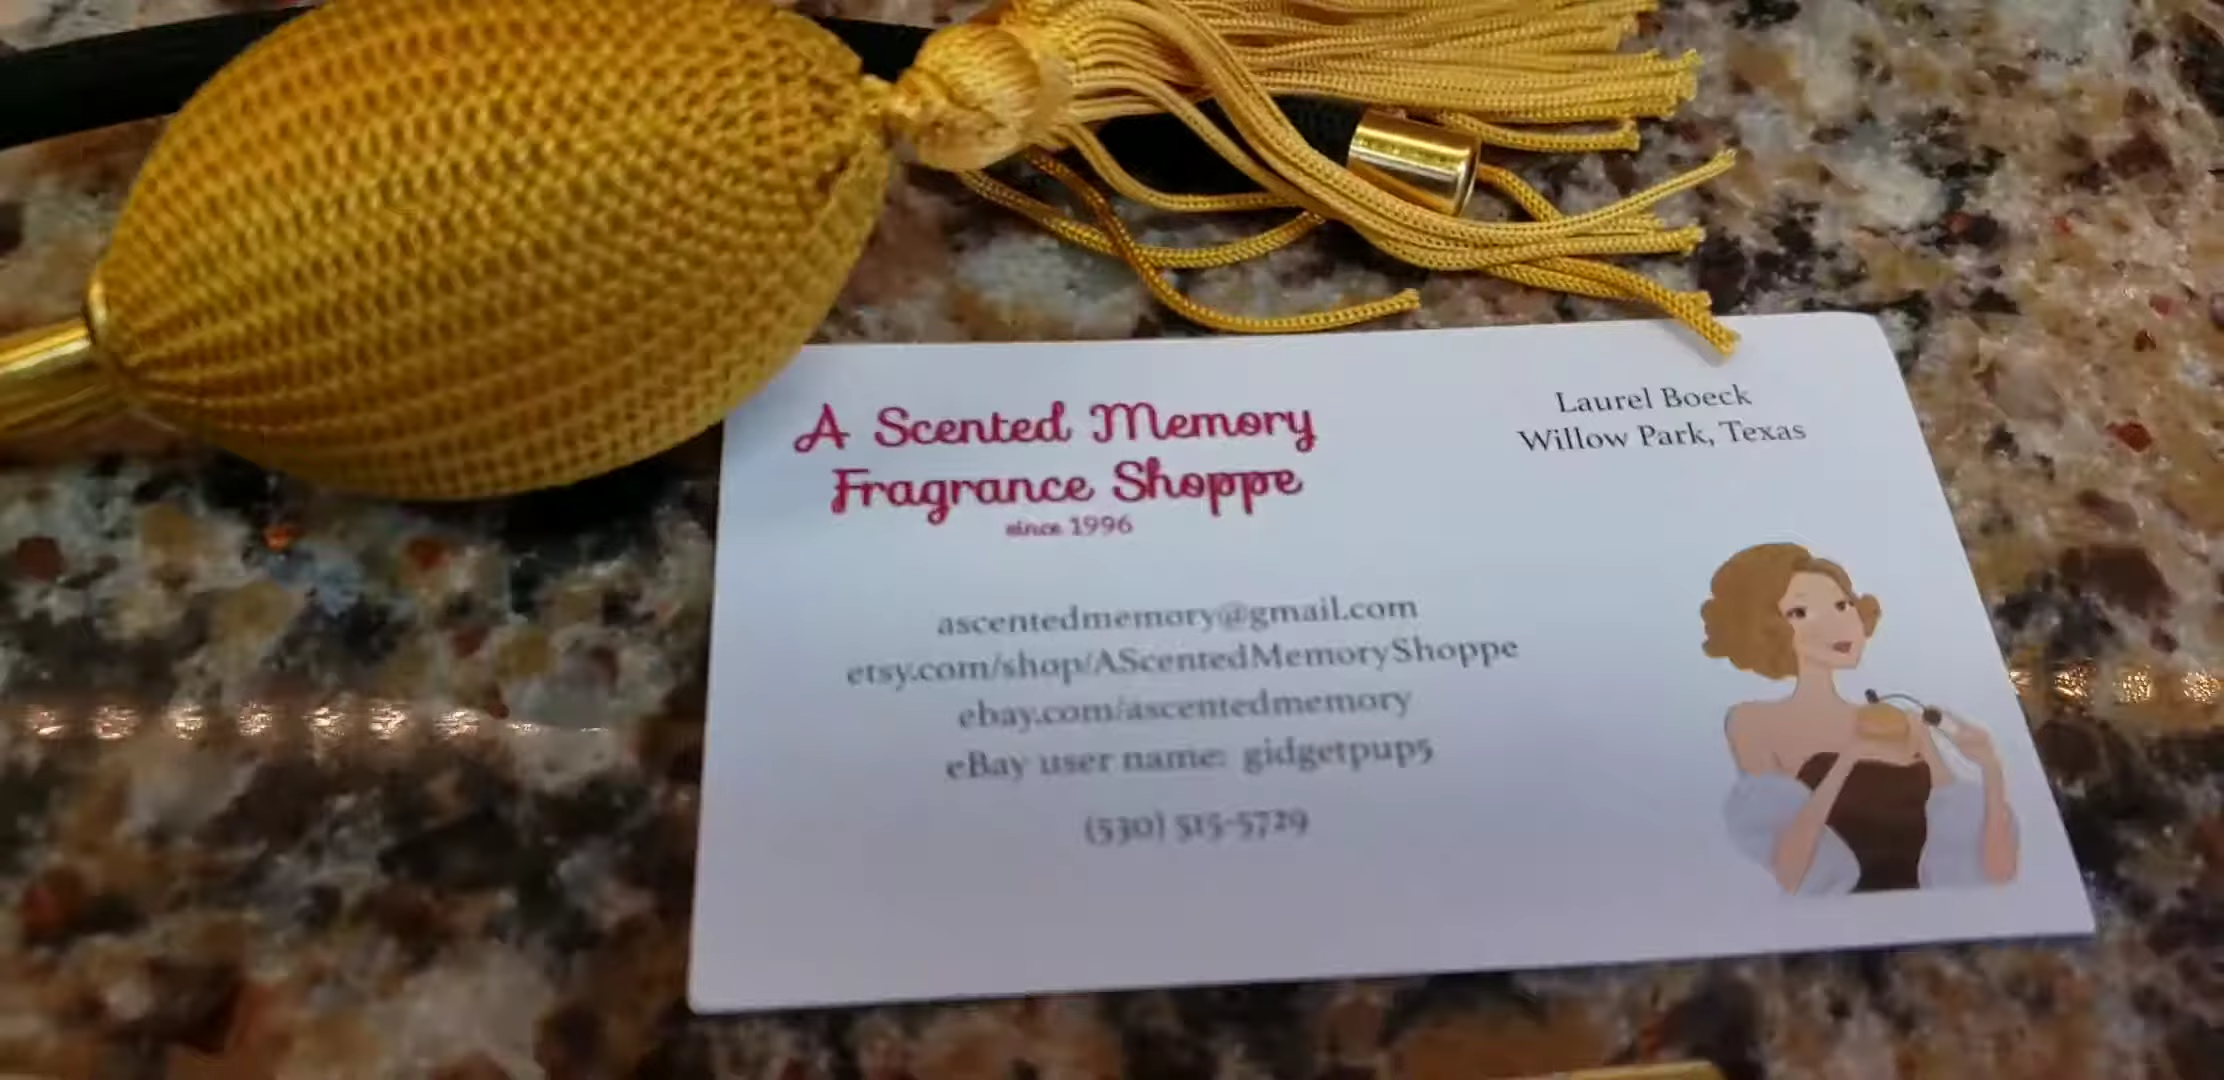 A Scented Memory
Fragrance Shoppe
since 1996
Laurel Boeck
Willow Park, Texas
ascentedmemory@gmail.com
etsy.com/shop/AScentedMemoryShoppe
ebay.com/ascentedmemory
eBay user name: gidgetpup5
(530) 515-5729